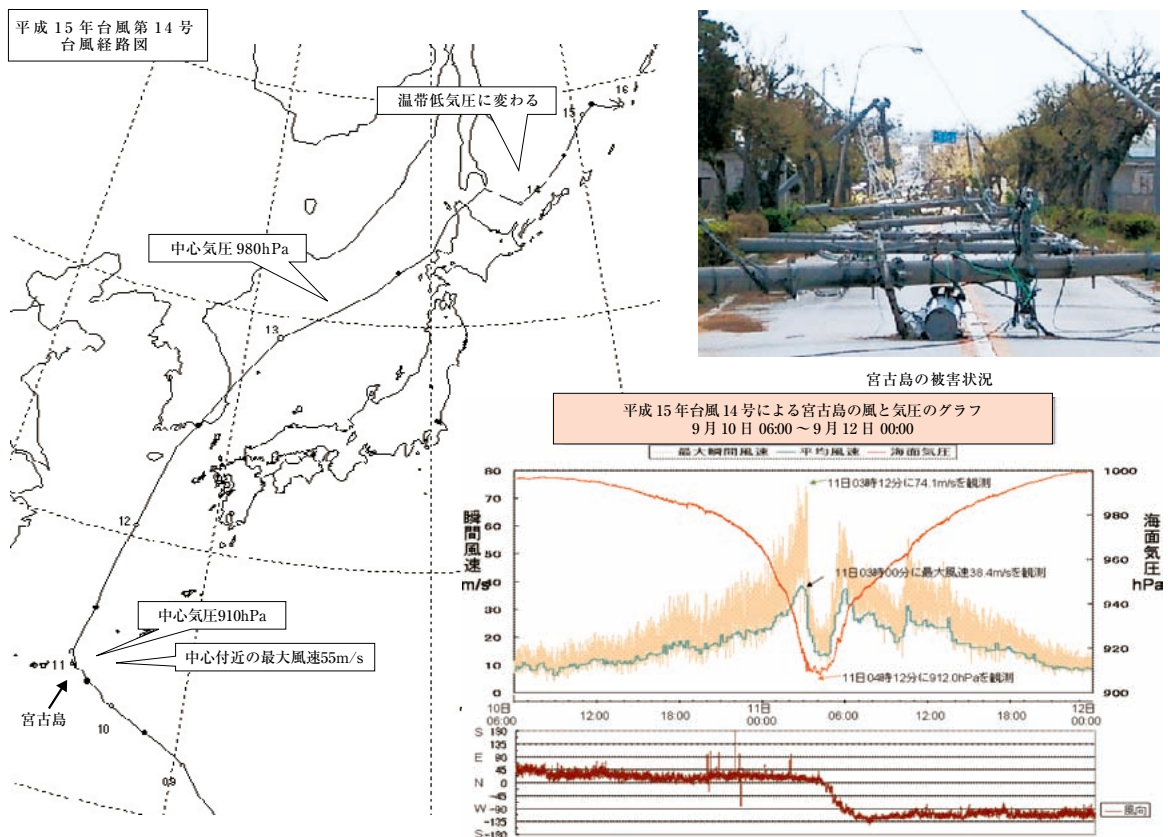 平成15年台風第14号
台風経路図
温帯低気圧に変わる
16
15
14
中心気圧980hPa
13
12
中心気圧910hPa
中心付近の最大風速55m/s
11
宮古島
10
09
宮古島の被害状況
平成15年台風14号による宮古島の風と気圧のグラフ
9月10日 06:00～9月12日 00:00
最大瞬間風速 平均風速 海面気圧
瞬間風速 m/s
80
70
60
50
40
30
20
10
0
海面気圧 hPa
1000
980
960
940
920
900
11日03時12分に74.1m/sを観測
11日03時00分に最大風速38.4m/sを観測
11日04時12分に912.0hPaを観測
10日 11日 12日
06:00 12:00 18:00 00:00 06:00 12:00 18:00 00:00
S 180
135
E 90
45
N 0
-45
W -90
-135
S -180
風向